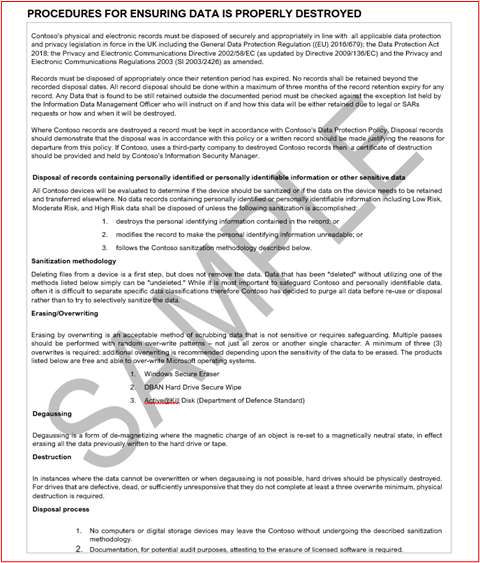 PROCEDURES FOR ENSURING DATA IS PROPERLY DESTROYED
Contoso's physical and electronic records must be disposed of securely and appropriately in line with all applicable data protection
and privacy legislation in force in the UK including the General Data Protection Regulation ((EU) 2016/679); the Data Protection Act
2018; the Privacy and Electronic Communications Directive 2002/58/EC (as updated by Directive 2009/136/EC) and the Privacy and
Electronic Communications Regulations 2003 (SI 2003/2426) as amended.
Records must be disposed of appropriately once their retention period has expired. No records shall be retained beyond the
recorded disposal dates. All record disposal should be done within a maximum of three months of the record retention expiry for any
record. Any Data that is found to be still retained outside the documented period must be checked against the exception list held by
the Information Data Management Officer who will instruct on if and how this data will be either retained due to legal or SARs
requests or how and when it will be destroyed.
Where Contoso records are destroyed a record must be kept in accordance with Contoso's Data Protection Policy. Disposal records
should demonstrate that the disposal was in accordance with this policy or a written record should be made justifying the reasons for
departure from this policy. If Contoso, uses a third-party company to destroyed Contoso records then a certificate of destruction
should be provided and held by Contoso's Information Security Manager.
Disposal of records containing personally identified or personally identifiable information or other sensitive data
All Contoso devices will be evaluated to determine if the device should be sanitized or if the data on the device needs to be retained
and transferred elsewhere. No data records containing personally identified or personally identifiable information including Low Risk,
Moderate Risk, and High Risk data shall be disposed of unless the following sanitization is accomplished:
1. destroys the personal identifying information contained in the record; or
2. modifies the record to make the personal identifying information unreadable; or
3. follows the Contoso sanitization methodology described below.
Sanitization methodology
Deleting files from a device is a first step, but does not remove the data. Data that has been "deleted" without utilizing one of the
methods listed below simply can be "undeleted." While it is most important to safeguard Contoso and personally identifiable data,
often it is difficult to separate specific data classifications therefore Contoso has decided to purge all data before re-use or disposal
rather than to try to selectively sanitize the data.
Erasing/Overwriting
Erasing by overwriting is an acceptable method of scrubbing data that is not sensitive or requires safeguarding. Multiple passes
should be performed with random over-write patterns – not just all zeros or another single character. A minimum of three (3)
overwrites is required; additional overwriting is recommended depending upon the sensitivity of the data to be erased. The products
listed below are free and able to over-write Microsoft operating systems.
1. Windows Secure Eraser
2. DBAN Hard Drive Secure Wipe
3. Active@Kill Disk (Department of Defence Standard)
Degaussing
Degaussing is a form of de-magnetizing where the magnetic charge of an object is re-set to a magnetically neutral state, in effect
erasing all the data previously written to the hard drive or tape.
Destruction
In instances where the data cannot be overwritten or when degaussing is not possible, hard drives should be physically destroyed.
For drives that are defective, dead, or sufficiently unresponsive that they do not complete at least a three overwrite minimum, physical
destruction is required.
Disposal process
1. No computers or digital storage devices may leave the Contoso without undergoing the described sanitization
methodology.
2. Documentation, for potential audit purposes, attesting to the erasure of licensed software is required.
SAMPLE